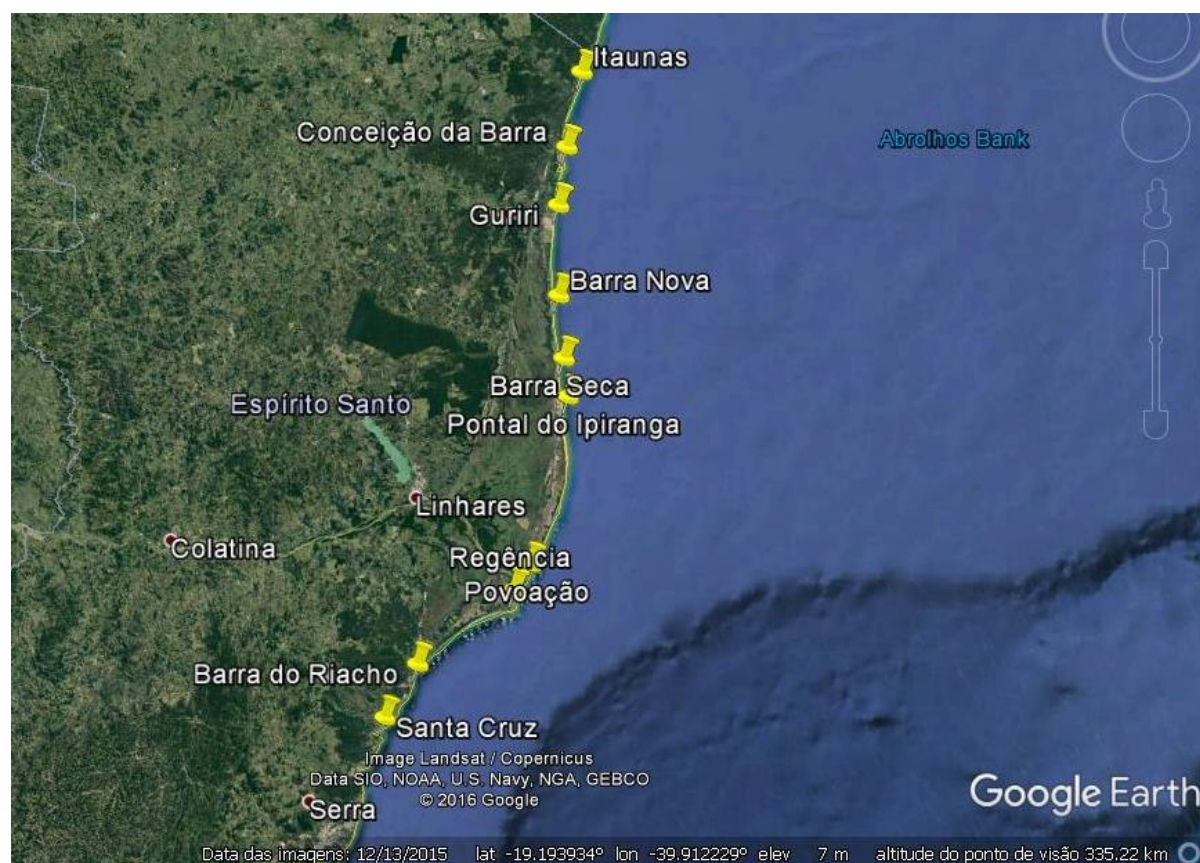 Itaunas
Conceição da Barra
Abrolhos Bank
Guriri
Barra Nova
Barra Seca
Espírito Santo
Pontal do Ipiranga
Linhares
Colatina
Regência
Povoação
Barra do Riacho
Santa Cruz
Image Landsat / Copernicus
Data SIO, NOAA, U.S. Navy, NGA, GEBCO
© 2016 Google
Google Earth
Serra
Data das imagens: 12/13/2015 lat -19.193934° lon -39.912229° elev 7 m altitude do ponto de visão 335.22 km